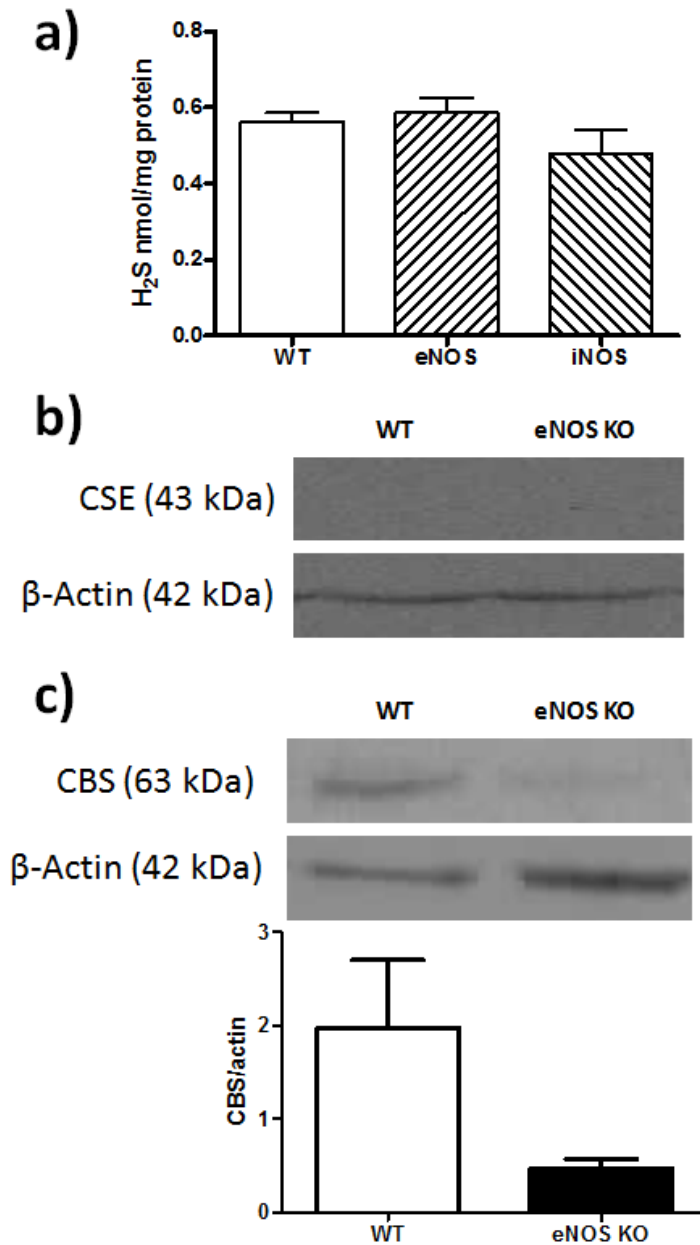 a)
H₂S nmol/mg protein
0.8
0.6
0.4
0.2
0.0
WT eNOS iNOS
b)
WT eNOS KO
CSE (43 kDa)
β-Actin (42 kDa)
c)
WT eNOS KO
CBS (63 kDa)
β-Actin (42 kDa)
CBS/actin
3
2
1
0
WT eNOS KO